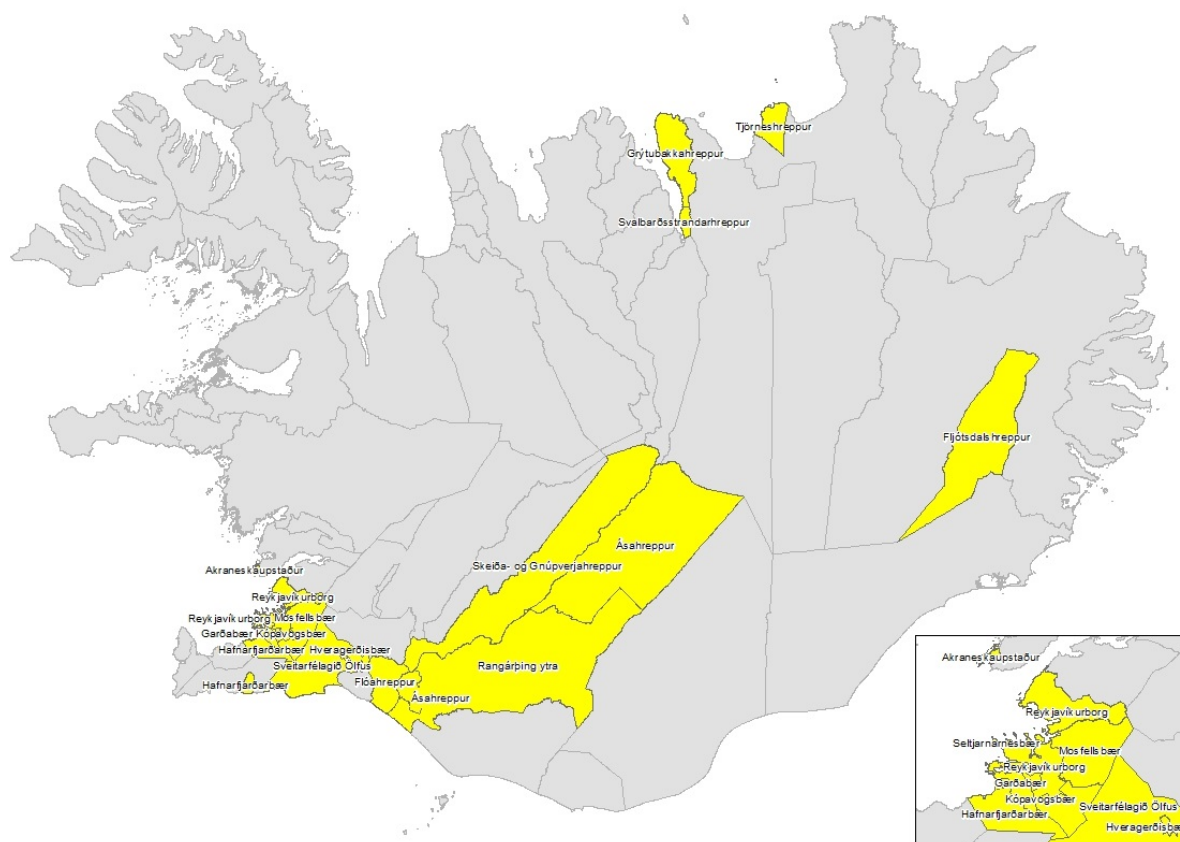 Tjörneshreppur
Grýtubakkahreppur
Svalbarðsstrandarhreppur
Fljótsdalshreppur
Ásahreppur
Skeiða- og Gnúpverjahreppur
Akraneskaupstaður
Reykjavíkurborg
Reykjavíkurborg
Mosfellsbær
Garðabær
Kópavogsbær
Hafnarfjarðarbær
Hveragerðisbær
Sveitarfélagið Ölfus
Rangárþing ytra
Flóahreppur
Hafnarfjarðarbær
Ásahreppur
Akraneskaupstaður
Reykjavíkurborg
Seltjarnarnesbær
Mosfellsbær
Reykjavíkurborg
Garðabær
Kópavogsbær
Sveitarfélagið Ölfus
Hafnarfjarðarbær
Hveragerðisbæ